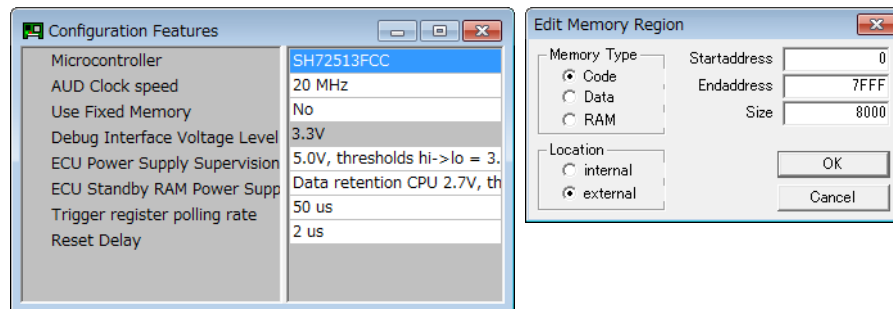 Configuration Features
Microcontroller SH72513FCC
AUD Clock speed 20 MHz
Use Fixed Memory No
Debug Interface Voltage Level 3.3V
ECU Power Supply Supervision 5.0V, thresholds hi->lo = 3.
ECU Standby RAM Power Supp Data retention CPU 2.7V, th
Trigger register polling rate 50 us
Reset Delay 2 us
Edit Memory Region
Memory Type
Code
Data
RAM
Startaddress 0
Endaddress 7FFF
Size 8000
Location
internal
external
OK
Cancel